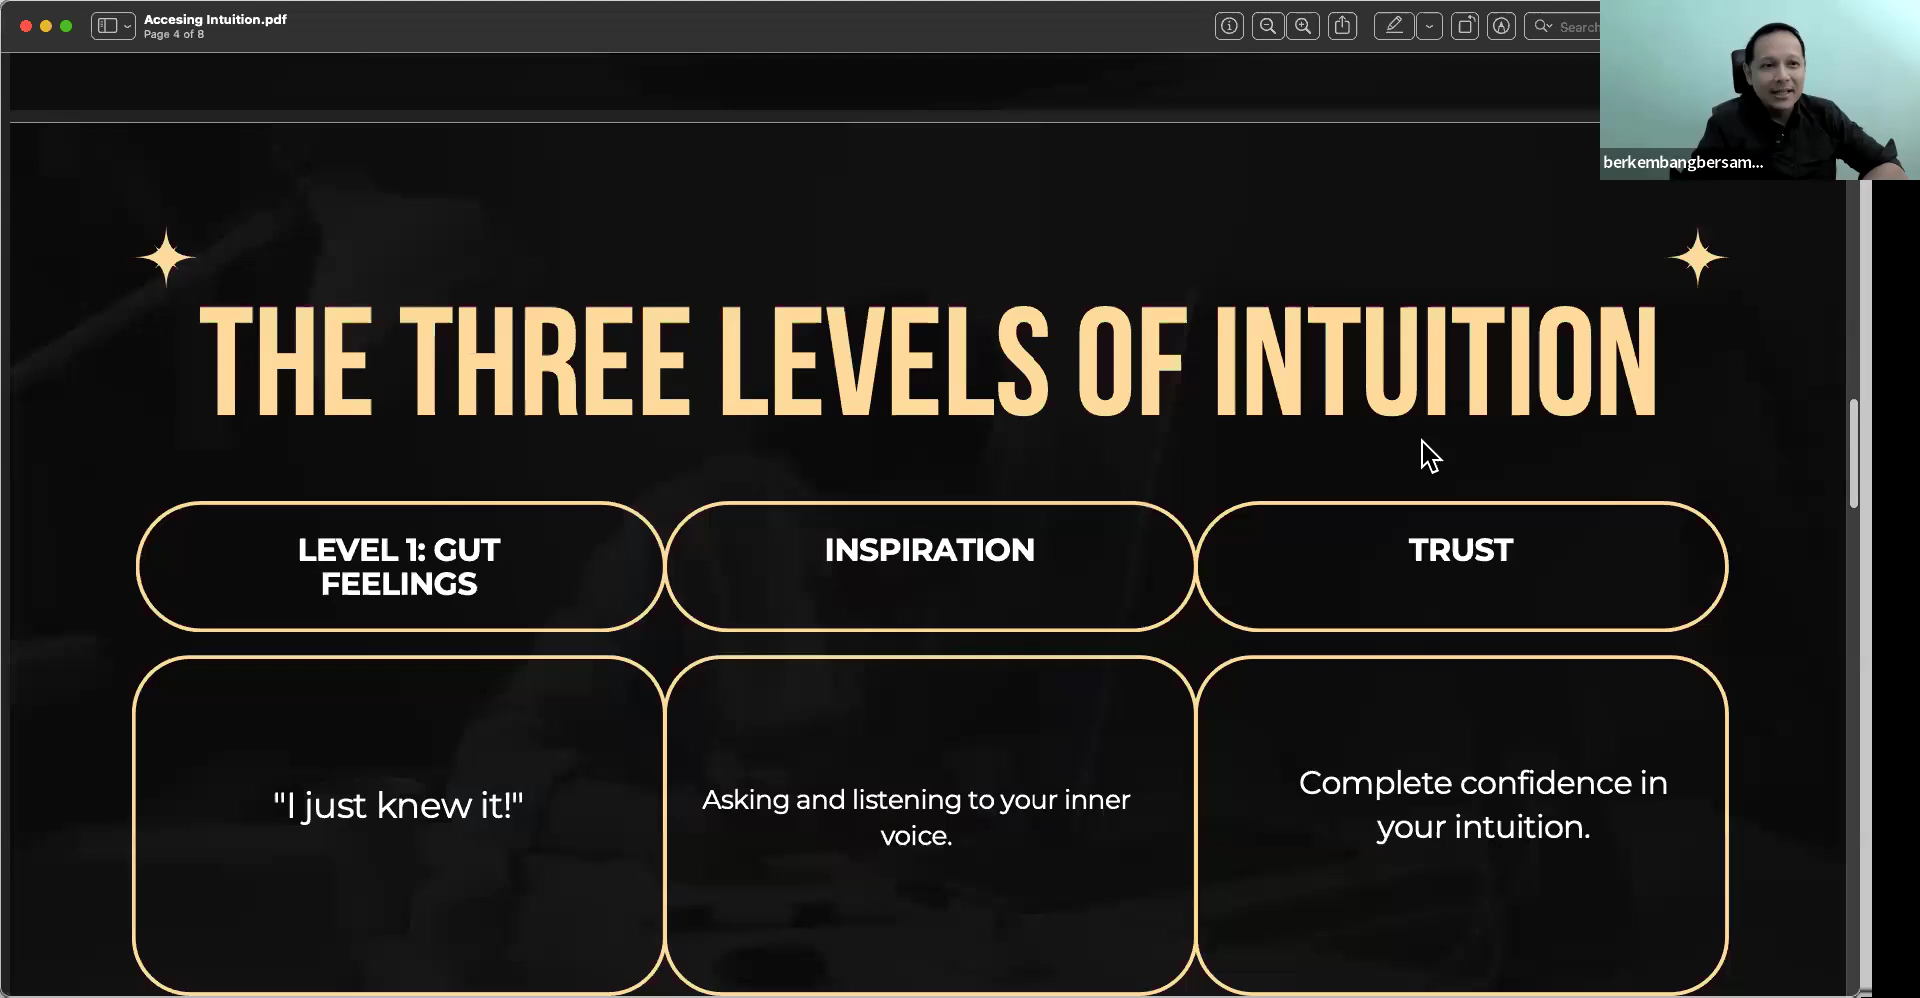 Accesing Intuition.pdf
Page 4 of 8
Search
berkembangbersam...
THE THREE LEVELS OF INTUITION
LEVEL 1: GUT
FEELINGS
INSPIRATION
TRUST
"I just knew it!"
Asking and listening to your inner
voice.
Complete confidence in
your intuition.